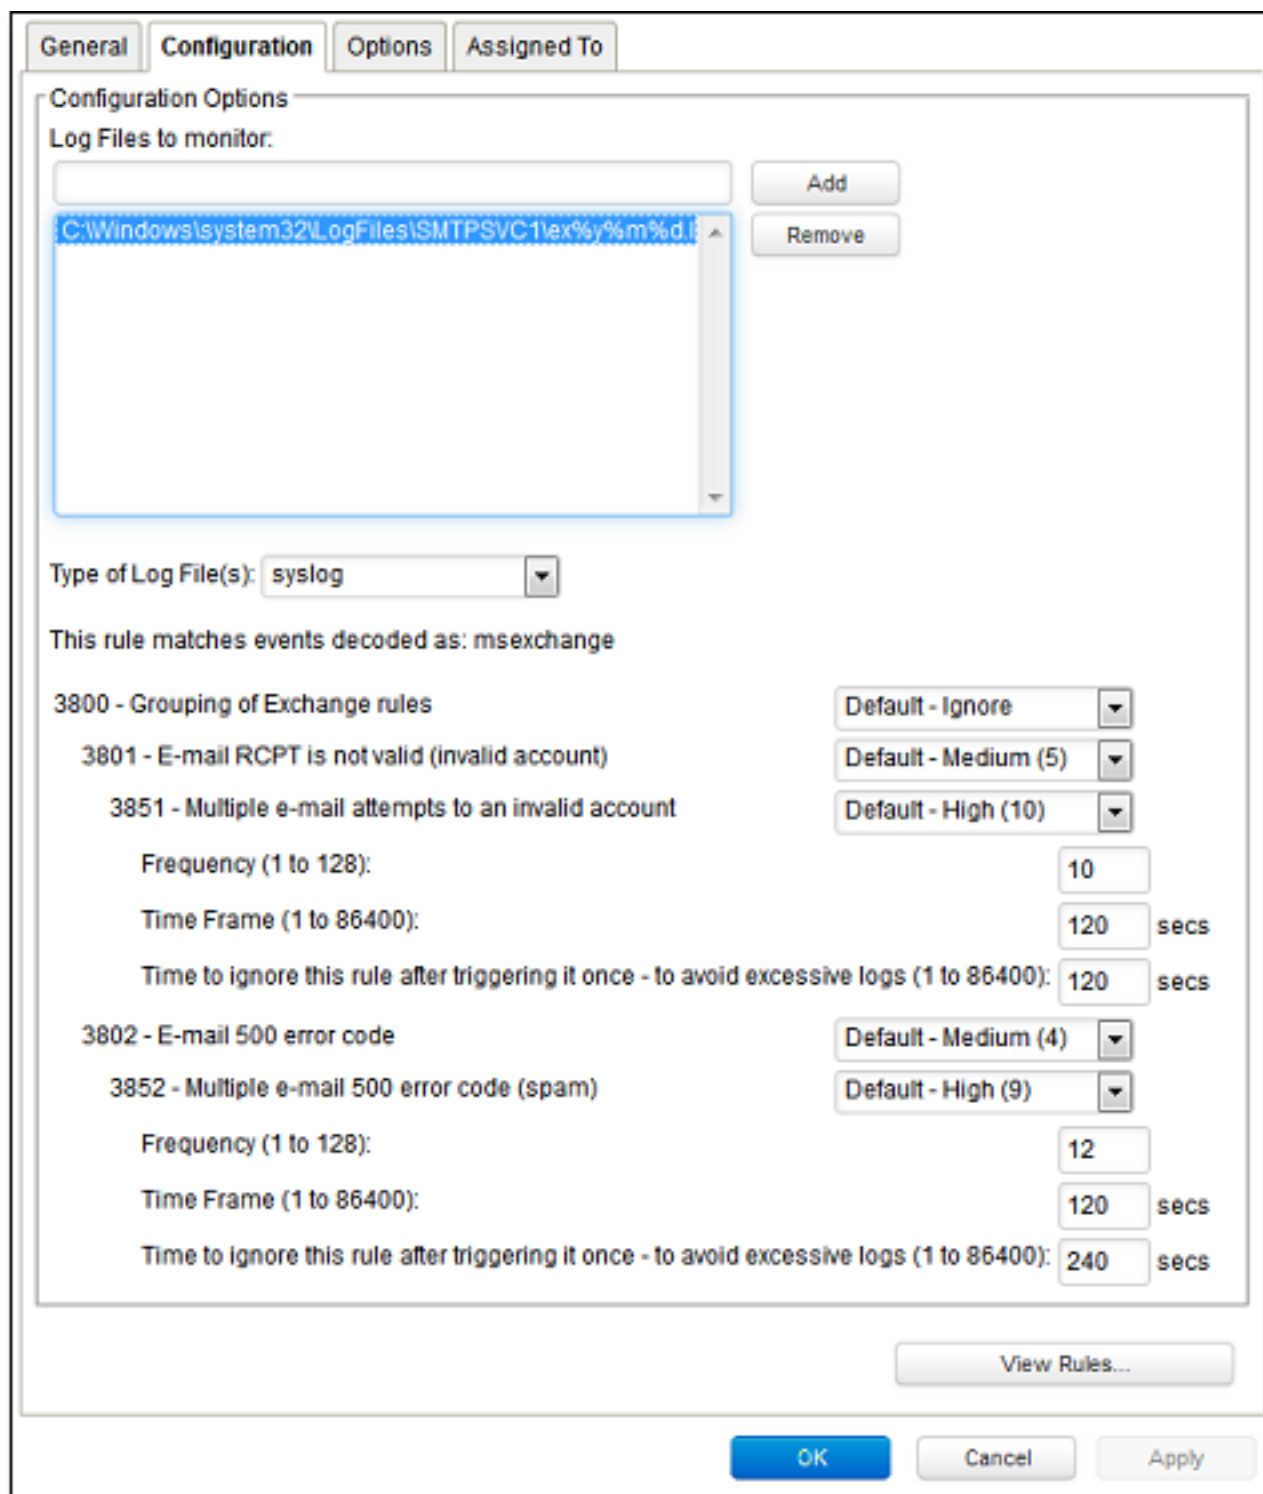 General Configuration Options Assigned To
Configuration Options
Log Files to monitor:
Add
C:\Windows\system32\LogFiles\SMTPSVC1\ex%y%m%d.l
Remove
Type of Log File(s): syslog
This rule matches events decoded as: msexchange
3800 - Grouping of Exchange rules Default - Ignore
3801 - E-mail RCPT is not valid (invalid account) Default - Medium (5)
3851 - Multiple e-mail attempts to an invalid account Default - High (10)
Frequency (1 to 128): 10
Time Frame (1 to 86400): 120 secs
Time to ignore this rule after triggering it once - to avoid excessive logs (1 to 86400): 120 secs
3802 - E-mail 500 error code Default - Medium (4)
3852 - Multiple e-mail 500 error code (spam) Default - High (9)
Frequency (1 to 128): 12
Time Frame (1 to 86400): 120 secs
Time to ignore this rule after triggering it once - to avoid excessive logs (1 to 86400): 240 secs
View Rules...
OK Cancel Apply